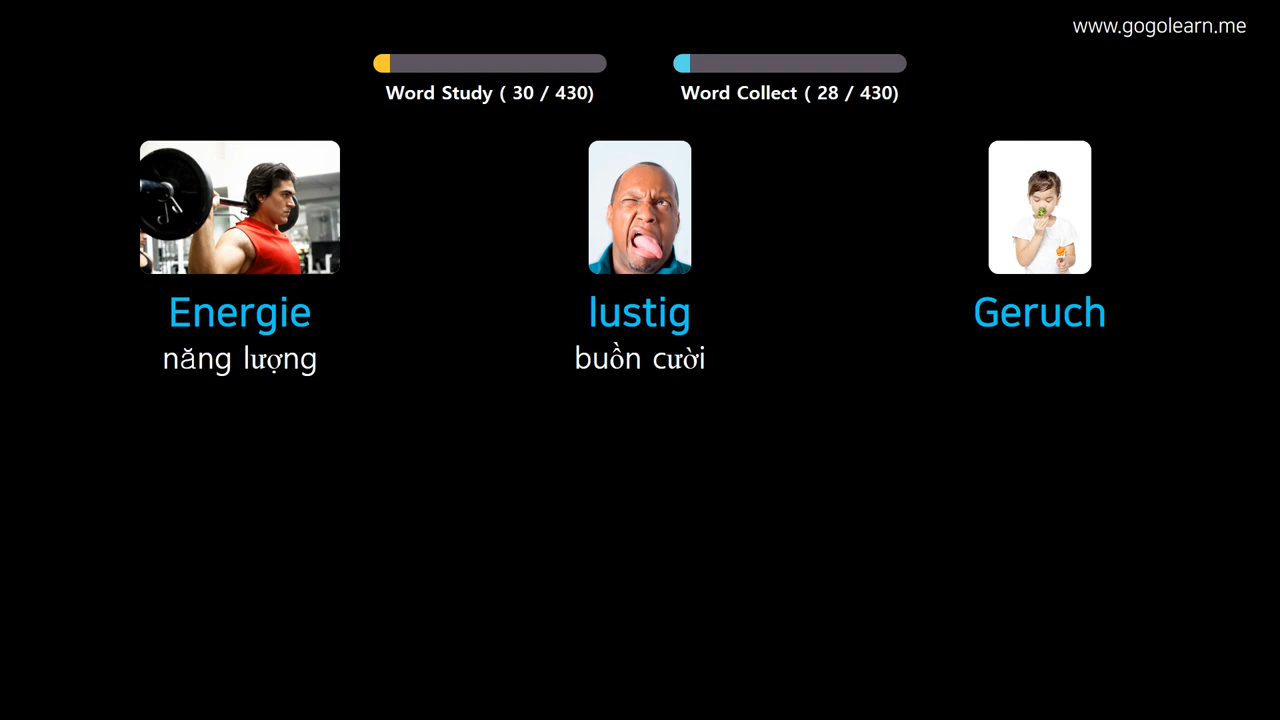 www.gogolearn.me
Word Study ( 30 / 430)
Word Collect ( 28 / 430)
Energie
lustig
Geruch
năng lượng
buồn cười